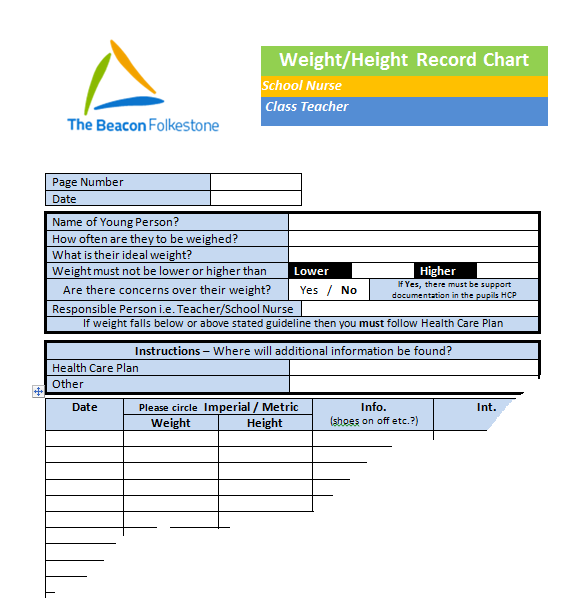 Weight/Height Record Chart
School Nurse
Class Teacher
The Beacon Folkestone
Page Number
Date
Name of Young Person?
How often are they to be weighed?
What is their ideal weight?
Weight must not be lower or higher than Lower Higher
Are there concerns over their weight? Yes / No If Yes, there must be support
documentation in the pupils HCP
Responsible Person i.e. Teacher/School Nurse
If weight falls below or above stated guideline then you must follow Health Care Plan
Instructions – Where will additional information be found?
Health Care Plan
Other
Date Please circle Imperial / Metric Info. Int.
Weight Height (shoes on off etc.?)